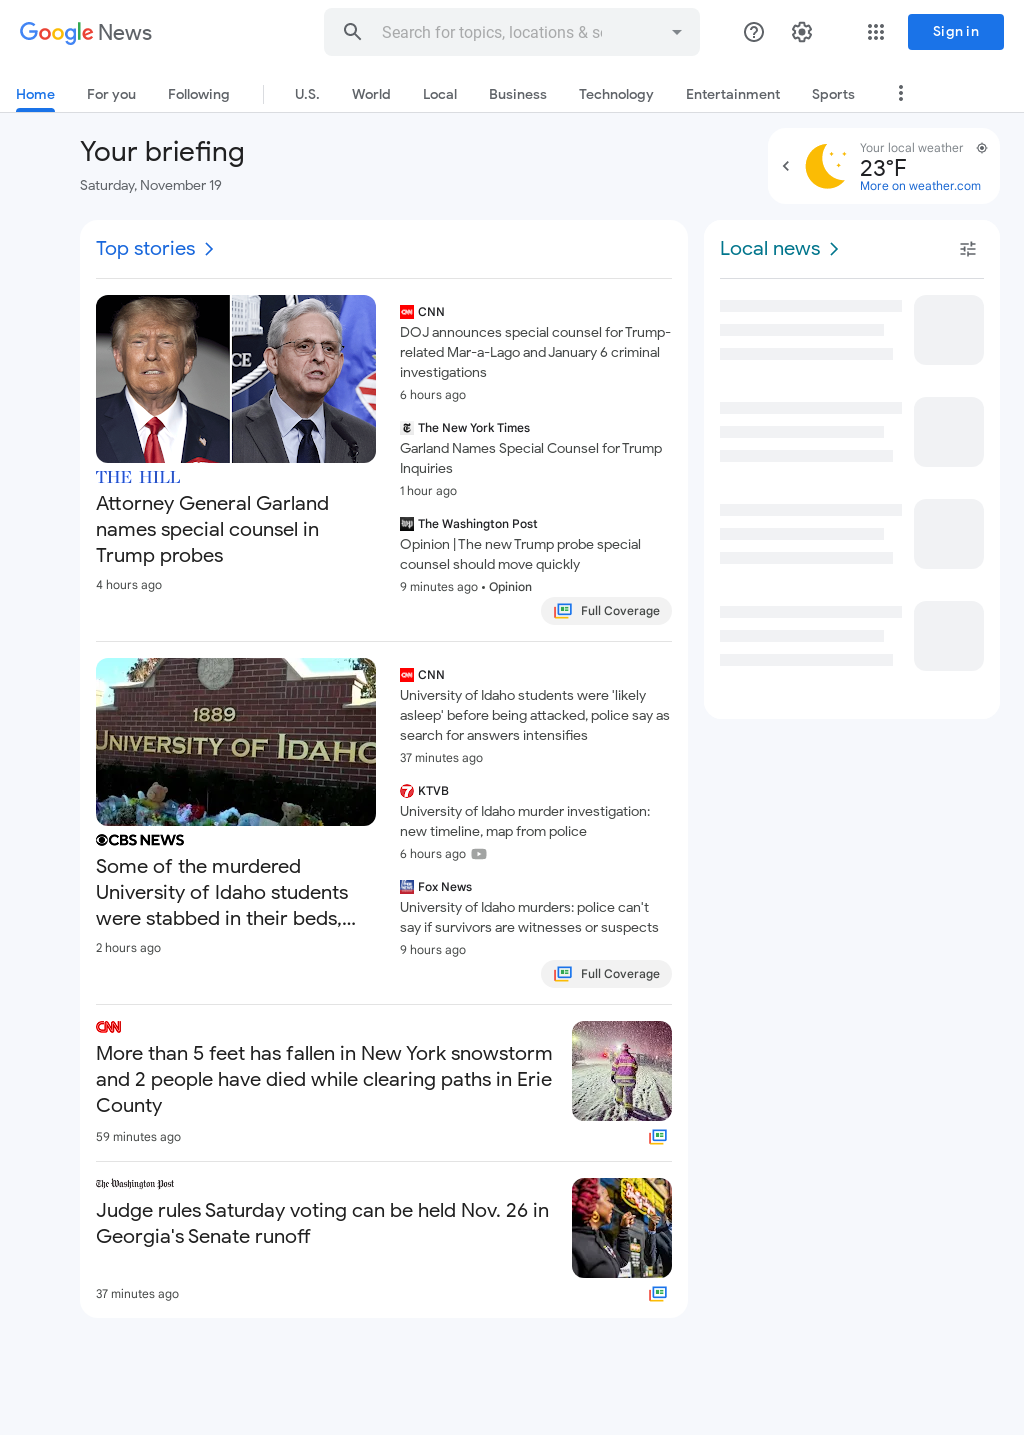 Google News
Search for topics, locations & so
Sign in
Home
For you
Following
U.S.
World
Local
Business
Technology
Entertainment
Sports
Your briefing
Saturday, November 19
Your local weather
23°F
More on weather.com
Top stories
THE HILL
Attorney General Garland
names special counsel in
Trump probes
4 hours ago
CNN
DOJ announces special counsel for Trump-
related Mar-a-Lago and January 6 criminal
investigations
6 hours ago
The New York Times
Garland Names Special Counsel for Trump
Inquiries
1 hour ago
The Washington Post
Opinion | The new Trump probe special
counsel should move quickly
9 minutes ago • Opinion
Full Coverage
1889
UNIVERSITY OF IDAHO
CBS NEWS
Some of the murdered
University of Idaho students
were stabbed in their beds,...
2 hours ago
CNN
University of Idaho students were 'likely
asleep' before being attacked, police say as
search for answers intensifies
37 minutes ago
KTVB
University of Idaho murder investigation:
new timeline, map from police
6 hours ago
Fox News
University of Idaho murders: police can't
say if survivors are witnesses or suspects
9 hours ago
Full Coverage
CNN
More than 5 feet has fallen in New York snowstorm
and 2 people have died while clearing paths in Erie
County
59 minutes ago
The Washington Post
Judge rules Saturday voting can be held Nov. 26 in
Georgia's Senate runoff
37 minutes ago
Local news